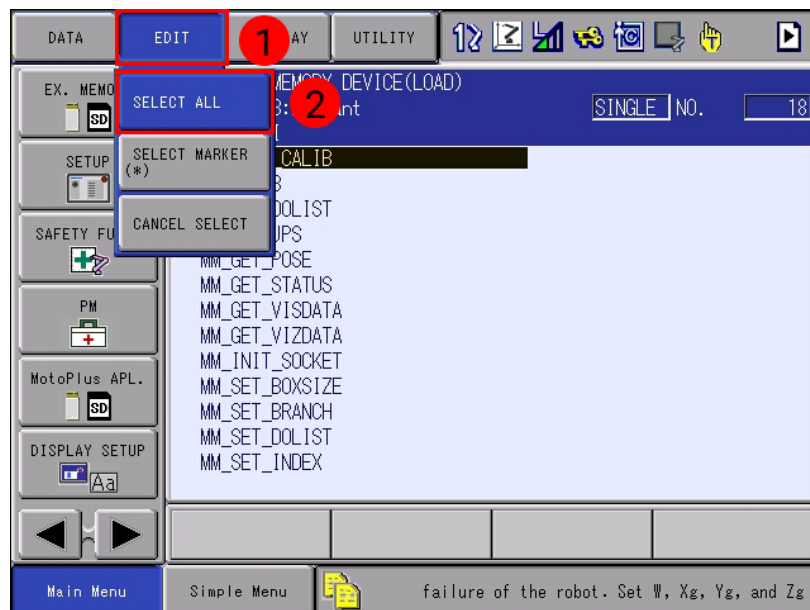 DATA EDIT AY UTILITY
1
EX. MEMO
SELECT ALL
2
SELECT MARKER
(*)
CANCEL SELECT
MEMORY DEVICE(LOAD)
SINGLE NO. 18
CALIB
DOLIST
UPS
MM_GET_POSE
MM_GET_STATUS
MM_GET_VISDATA
MM_GET_VIZDATA
MM_INIT_SOCKET
MM_SET_BOXSIZE
MM_SET_BRANCH
MM_SET_DOLIST
MM_SET_INDEX
SD
SETUP
SAFETY FU
PM
MotoPlus APL.
SD
DISPLAY SETUP
Aa
Main Menu Simple Menu failure of the robot. Set W, Xg, Yg, and Zg